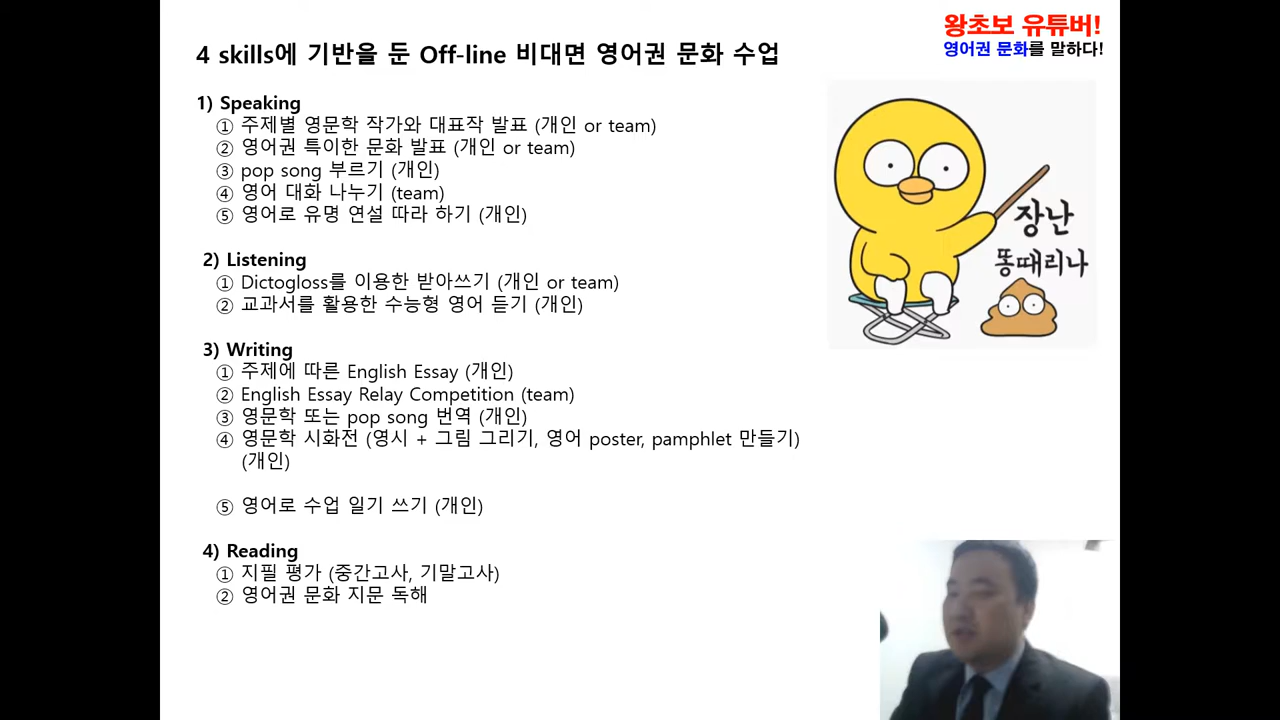 왕초보 유튜버!
영어권 문화를 말하다!
4 skills에 기반을 둔 Off-line 비대면 영어권 문화 수업
1) Speaking
① 주제별 영문학 작가와 대표작 발표 (개인 or team)
② 영어권 특이한 문화 발표 (개인 or team)
③ pop song 부르기 (개인)
④ 영어 대화 나누기 (team)
⑤ 영어로 유명 연설 따라 하기 (개인)
2) Listening
① Dictogloss를 이용한 받아쓰기 (개인 or team)
② 교과서를 활용한 수능형 영어 듣기 (개인)
3) Writing
① 주제에 따른 English Essay (개인)
② English Essay Relay Competition (team)
③ 영문학 또는 pop song 번역 (개인)
④ 영문학 시화전 (영시 + 그림 그리기, 영어 poster, pamphlet 만들기)
(개인)
⑤ 영어로 수업 일기 쓰기 (개인)
4) Reading
① 지필 평가 (중간고사, 기말고사)
② 영어권 문화 지문 독해
장난
똥때리나